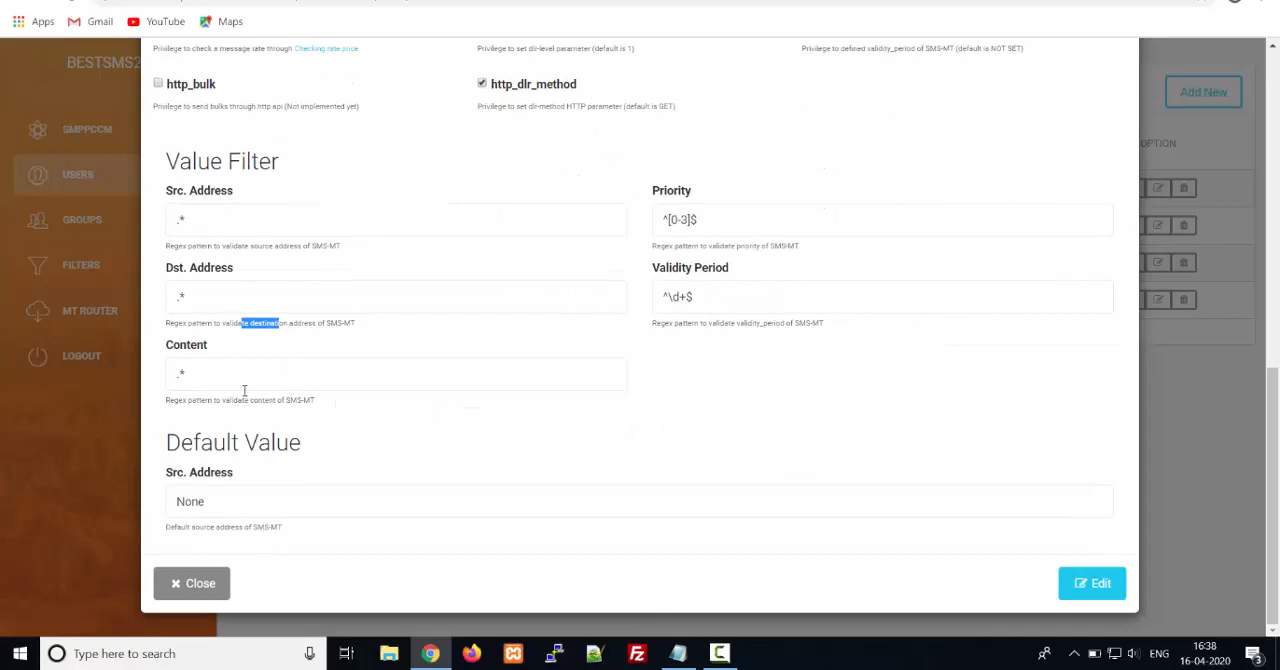 Apps Gmail YouTube Maps
BESTSMS2
SMPPCCM
USERS
GROUPS
FILTERS
MT ROUTER
LOGOUT
Add New
OPTION
Privilege to check a message rate through Checking rate price
Privilege to set dlr-level parameter (default is 1)
Privilege to defined validity_period of SMS-MT (default is NOT SET)
http_bulk
Privilege to send bulks through http api (Not implemented yet)
http_dlr_method
Privilege to set dlr-method HTTP parameter (default is GET)
Value Filter
Src. Address
.*
Regex pattern to validate source address of SMS-MT
Priority
^[0-3]$
Regex pattern to validate priority of SMS-MT
Dst. Address
.*
Regex pattern to validate destination address of SMS-MT
Validity Period
^\d+$
Regex pattern to validate validity_period of SMS-MT
Content
.*
Regex pattern to validate content of SMS-MT
Default Value
Src. Address
None
Default source address of SMS-MT
Close
Edit
Type here to search
ENG
16:38
16-04-2020
3